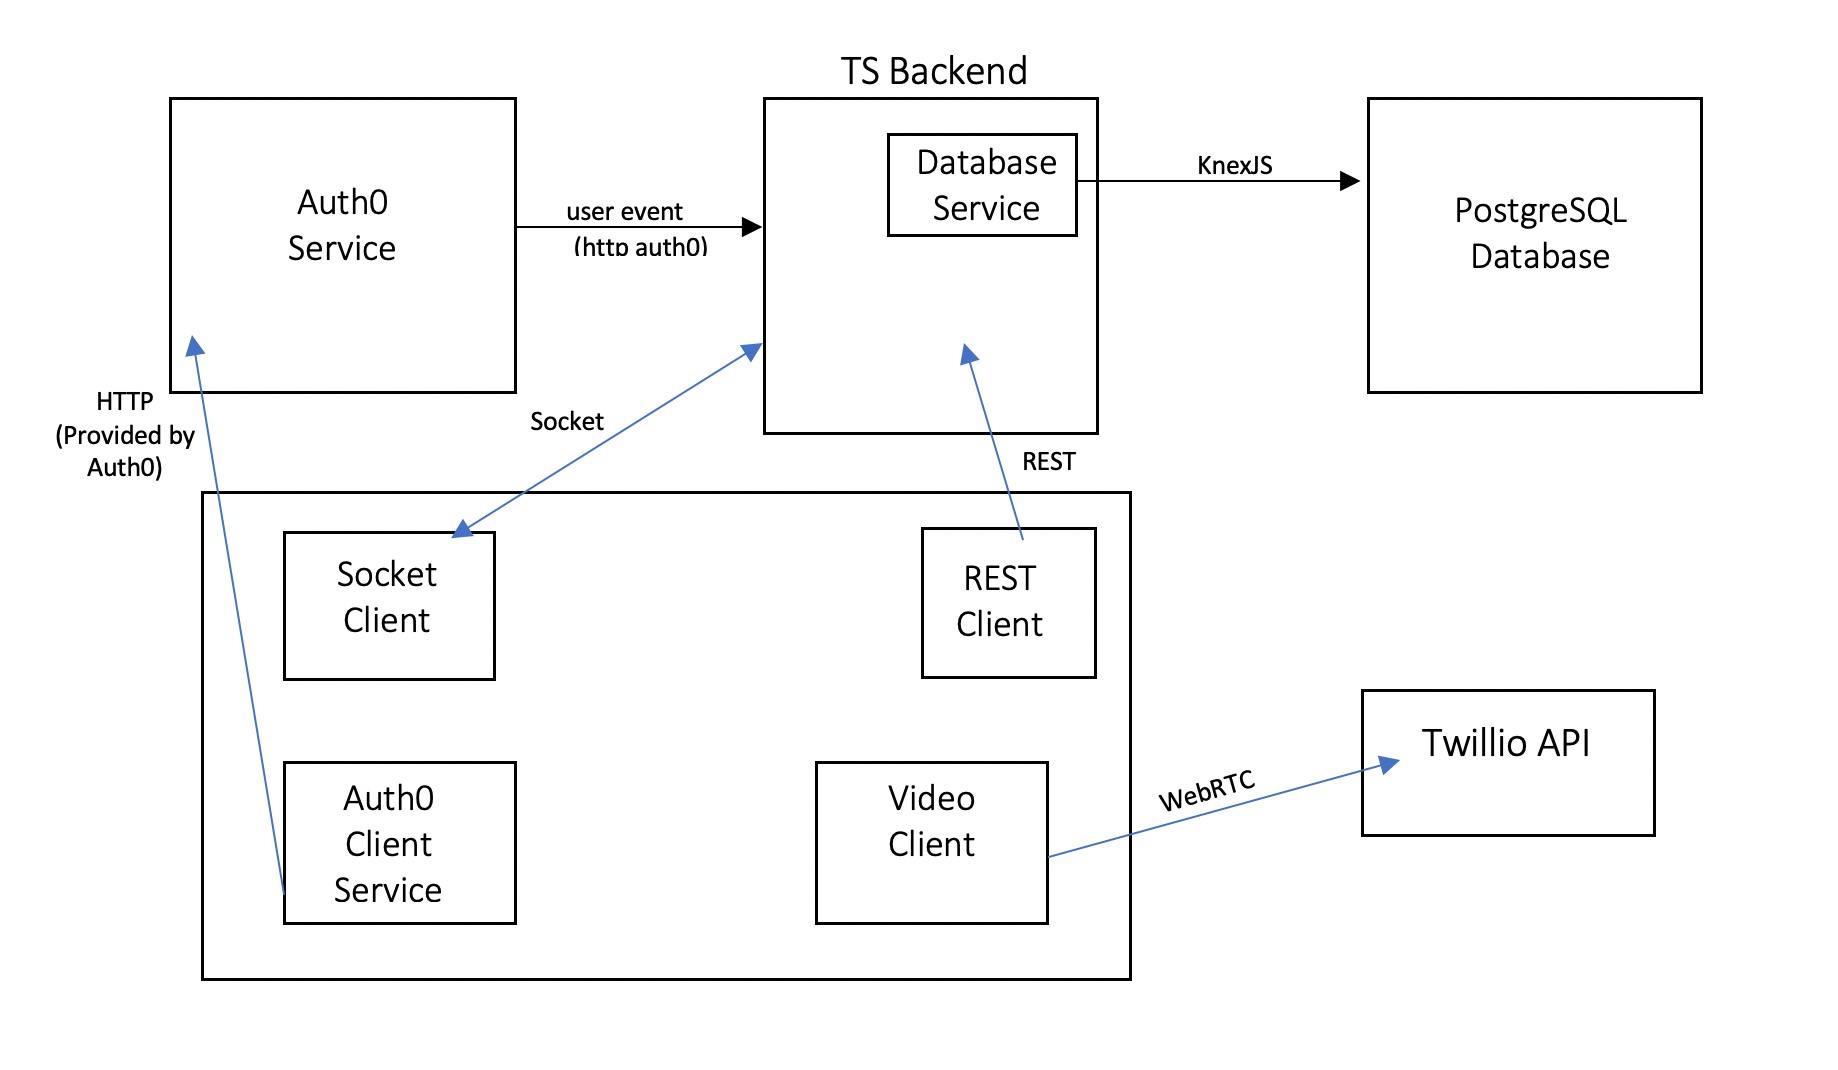 TS Backend
Auth0
Service
user event
(http auth0)
Database
Service
KnexJS
PostgreSQL
Database
HTTP
(Provided by
Auth0)
Socket
REST
Socket
Client
REST
Client
Auth0
Client
Service
Video
Client
WebRTC
Twillio API